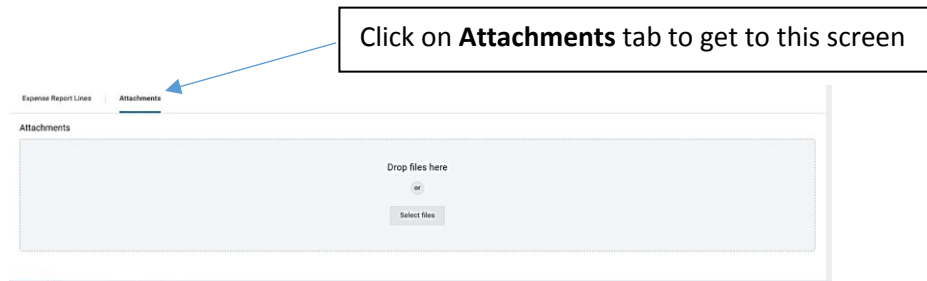 Click on Attachments tab to get to this screen
Expense Report Lines Attachments
Attachments
Drop files here
or
Select files